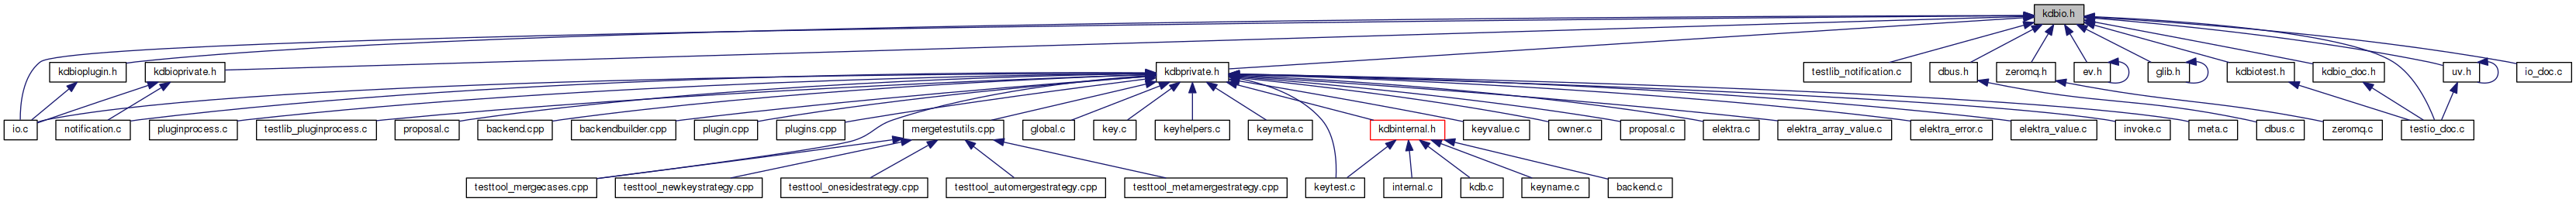 kdbio.h
kdbioplugin.h
kdbioprivate.h
kdbprivate.h
testlib_notification.c
dbus.h
zeromq.h
ev.h
glib.h
kdbiotest.h
kdbio_doc.h
uv.h
io_doc.c
io.c
notification.c
pluginprocess.c
testlib_pluginprocess.c
proposal.c
backend.cpp
backendbuilder.cpp
plugin.cpp
plugins.cpp
mergetestutils.cpp
global.c
key.c
keyhelpers.c
keymeta.c
kdbinternal.h
keyvalue.c
owner.c
proposal.c
elektra.c
elektra_array_value.c
elektra_error.c
elektra_value.c
invoke.c
meta.c
dbus.c
zeromq.c
testio_doc.c
testtool_mergecases.cpp
testtool_newkeystrategy.cpp
testtool_onesidestrategy.cpp
testtool_automergestrategy.cpp
testtool_metamergestrategy.cpp
keytest.c
internal.c
kdb.c
keyname.c
backend.c